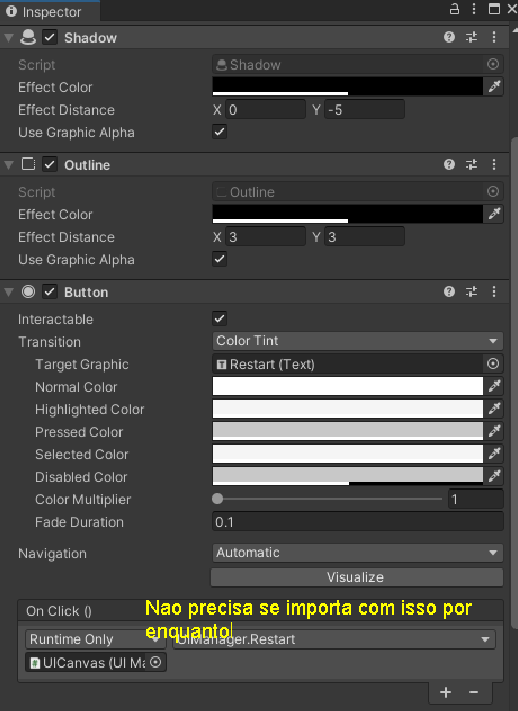 Inspector
Shadow
Script Shadow
Effect Color
Effect Distance X 0 Y -5
Use Graphic Alpha
Outline
Script Outline
Effect Color
Effect Distance X 3 Y 3
Use Graphic Alpha
Button
Interactable
Transition Color Tint
Target Graphic Restart (Text)
Normal Color
Highlighted Color
Pressed Color
Selected Color
Disabled Color
Color Multiplier 1
Fade Duration 0.1
Navigation Automatic
Visualize
On Click ()
Nao precisa se importa com isso por
enquanto
Runtime Only UIManager.Restart
UICanvas (UI Ma